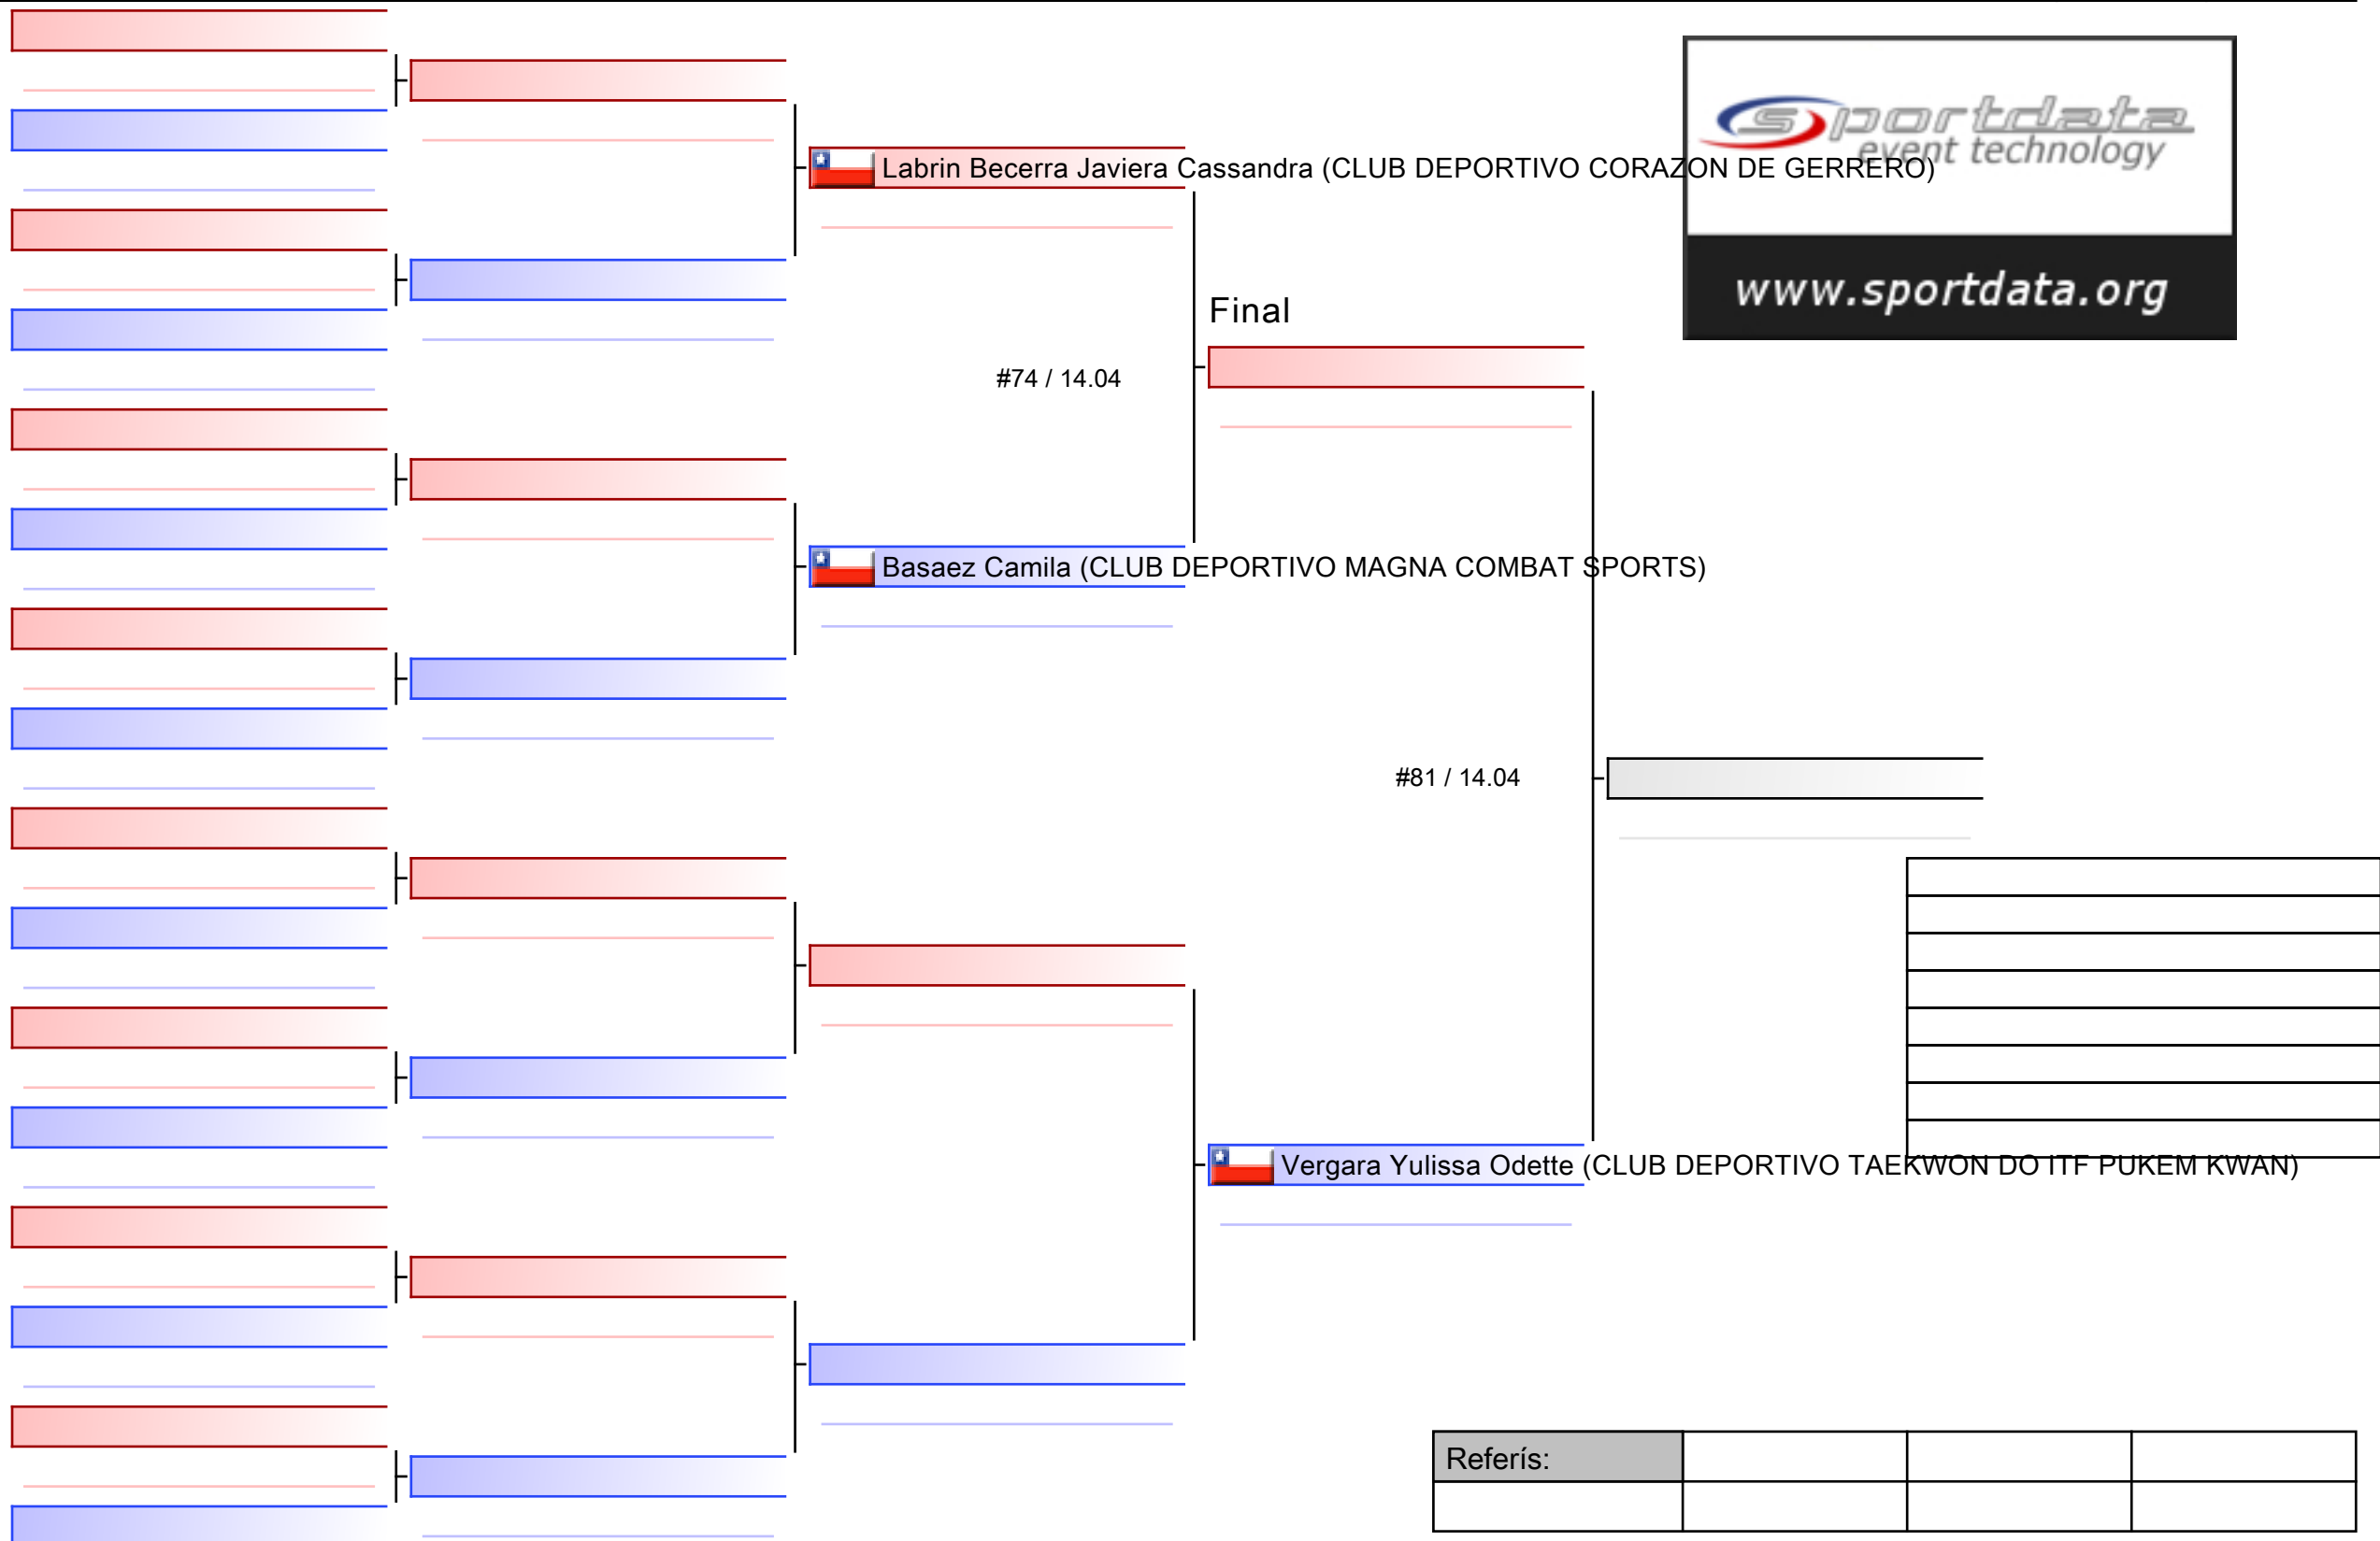 sportdata
event technology
www.sportdata.org
Labrin Becerra Javiera Cassandra (CLUB DEPORTIVO CORAZON DE GERRERO)
Final
#74 / 14.04
Basaez Camila (CLUB DEPORTIVO MAGNA COMBAT SPORTS)
#81 / 14.04
Vergara Yulissa Odette (CLUB DEPORTIVO TAEKWON DO ITF PUKEM KWAN)
Referís: